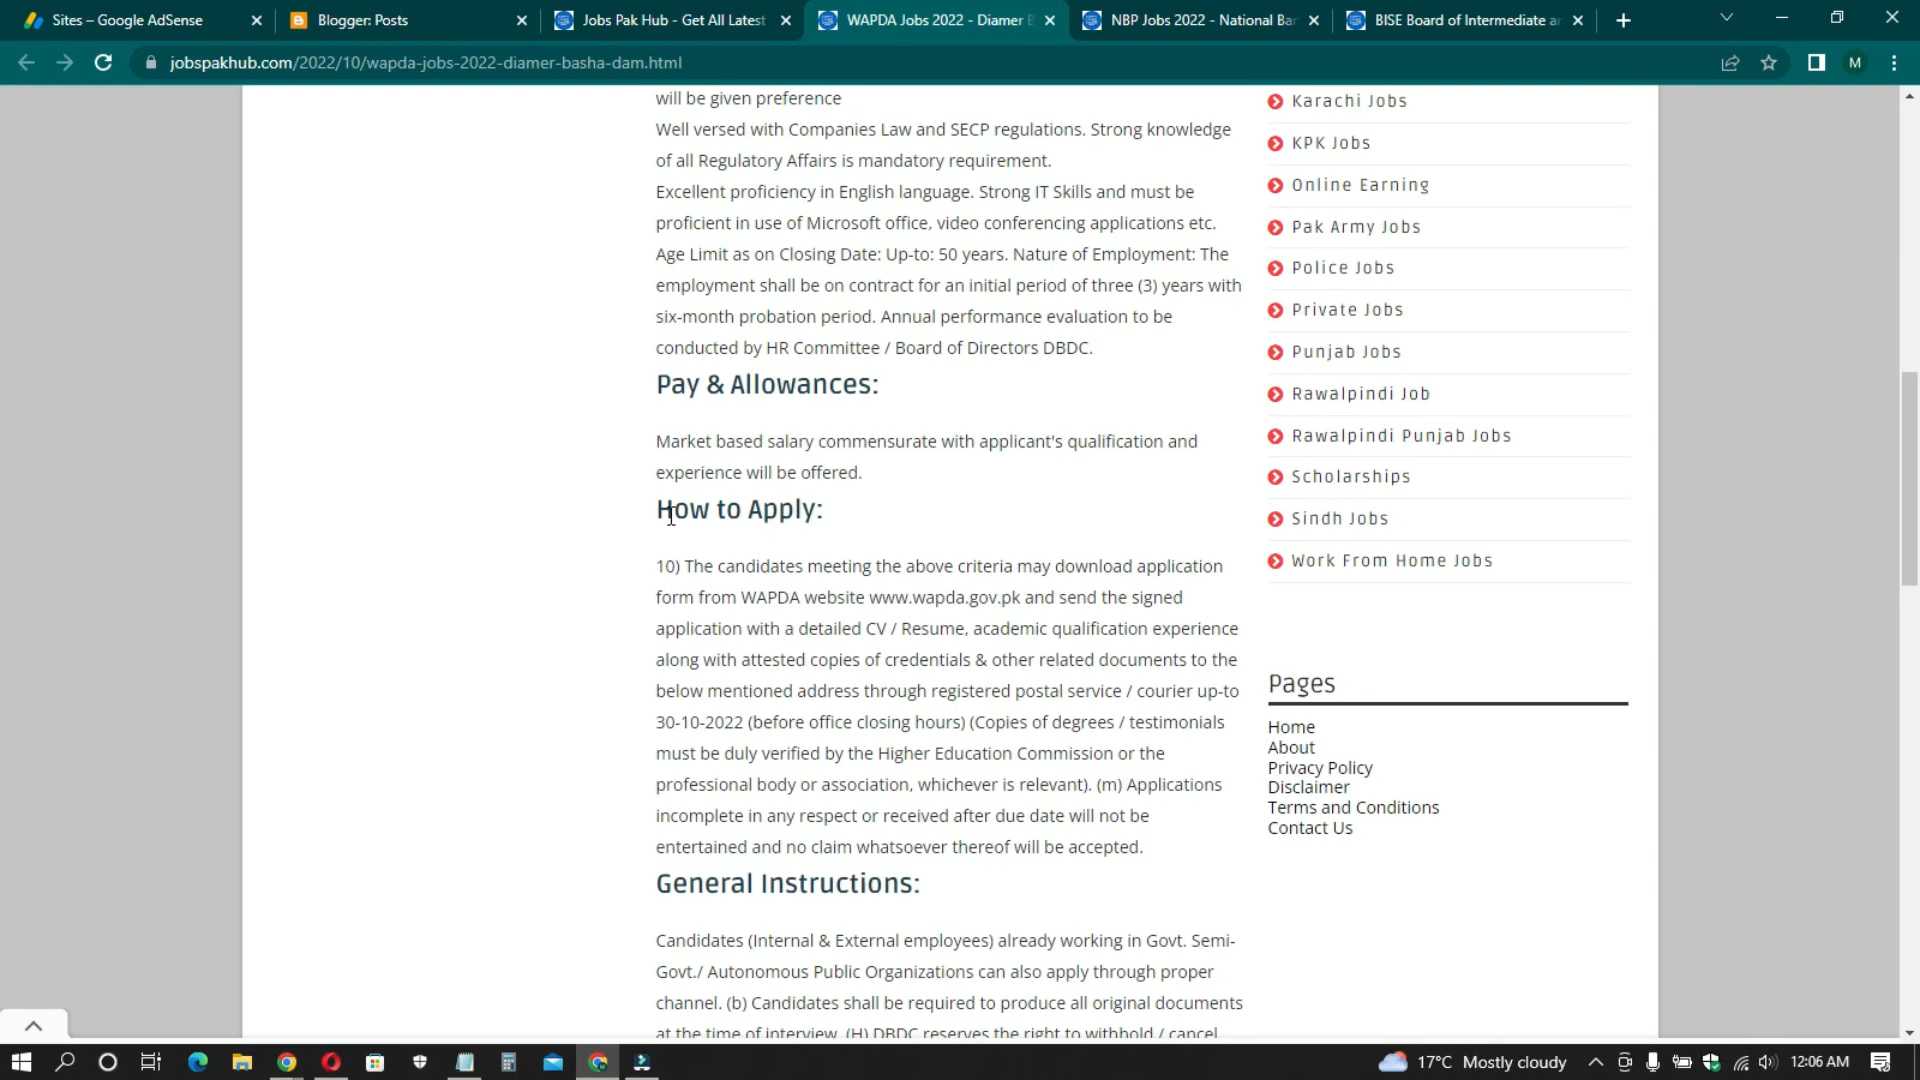 Sites – Google AdSense
Blogger: Posts
Jobs Pak Hub - Get All Latest
WAPDA Jobs 2022 - Diamer B
NBP Jobs 2022 - National Ban
BISE Board of Intermediate a
jobspakhub.com/2022/10/wapda-jobs-2022-diamer-basha-dam.html
M
will be given preference
Well versed with Companies Law and SECP regulations. Strong knowledge
of all Regulatory Affairs is mandatory requirement.
Excellent proficiency in English language. Strong IT Skills and must be
proficient in use of Microsoft office, video conferencing applications etc.
Age Limit as on Closing Date: Up-to: 50 years. Nature of Employment: The
employment shall be on contract for an initial period of three (3) years with
six-month probation period. Annual performance evaluation to be
conducted by HR Committee / Board of Directors DBDC.
Pay & Allowances:
Market based salary commensurate with applicant's qualification and
experience will be offered.
How to Apply:
10) The candidates meeting the above criteria may download application
form from WAPDA website www.wapda.gov.pk and send the signed
application with a detailed CV / Resume, academic qualification experience
along with attested copies of credentials & other related documents to the
below mentioned address through registered postal service / courier up-to
30-10-2022 (before office closing hours) (Copies of degrees / testimonials
must be duly verified by the Higher Education Commission or the
professional body or association, whichever is relevant). (m) Applications
incomplete in any respect or received after due date will not be
entertained and no claim whatsoever thereof will be accepted.
General Instructions:
Candidates (Internal & External employees) already working in Govt. Semi-
Govt./ Autonomous Public Organizations can also apply through proper
channel. (b) Candidates shall be required to produce all original documents
at the time of interview. (H) DBDC reserves the right to withhold / cancel
Karachi Jobs
KPK Jobs
Online Earning
Pak Army Jobs
Police Jobs
Private Jobs
Punjab Jobs
Rawalpindi Job
Rawalpindi Punjab Jobs
Scholarships
Sindh Jobs
Work From Home Jobs
Pages
Home
About
Privacy Policy
Disclaimer
Terms and Conditions
Contact Us
17°C Mostly cloudy
12:06 AM